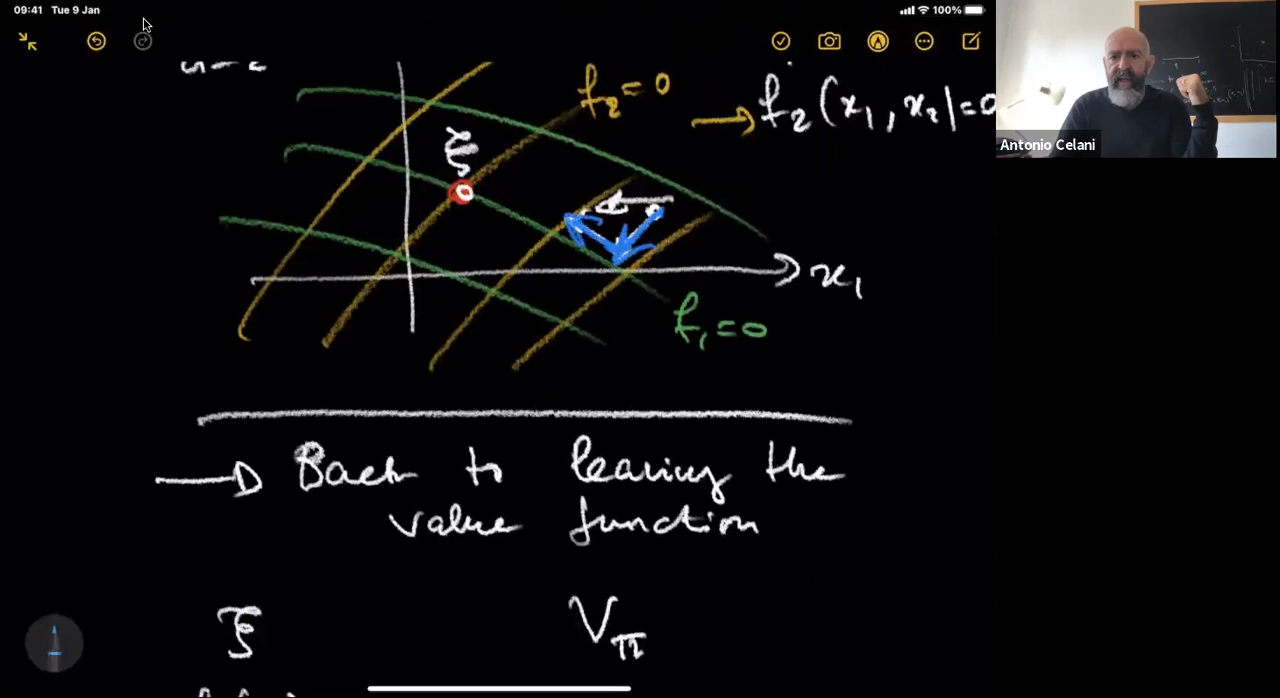 09:41 Tue 9 Jan
100%
f₂=0
→ f₂(x₁,x₂)=0
ξ
Antonio Celani
x₁
f₁=0
→ Back to learning the
value function
ξ V_π